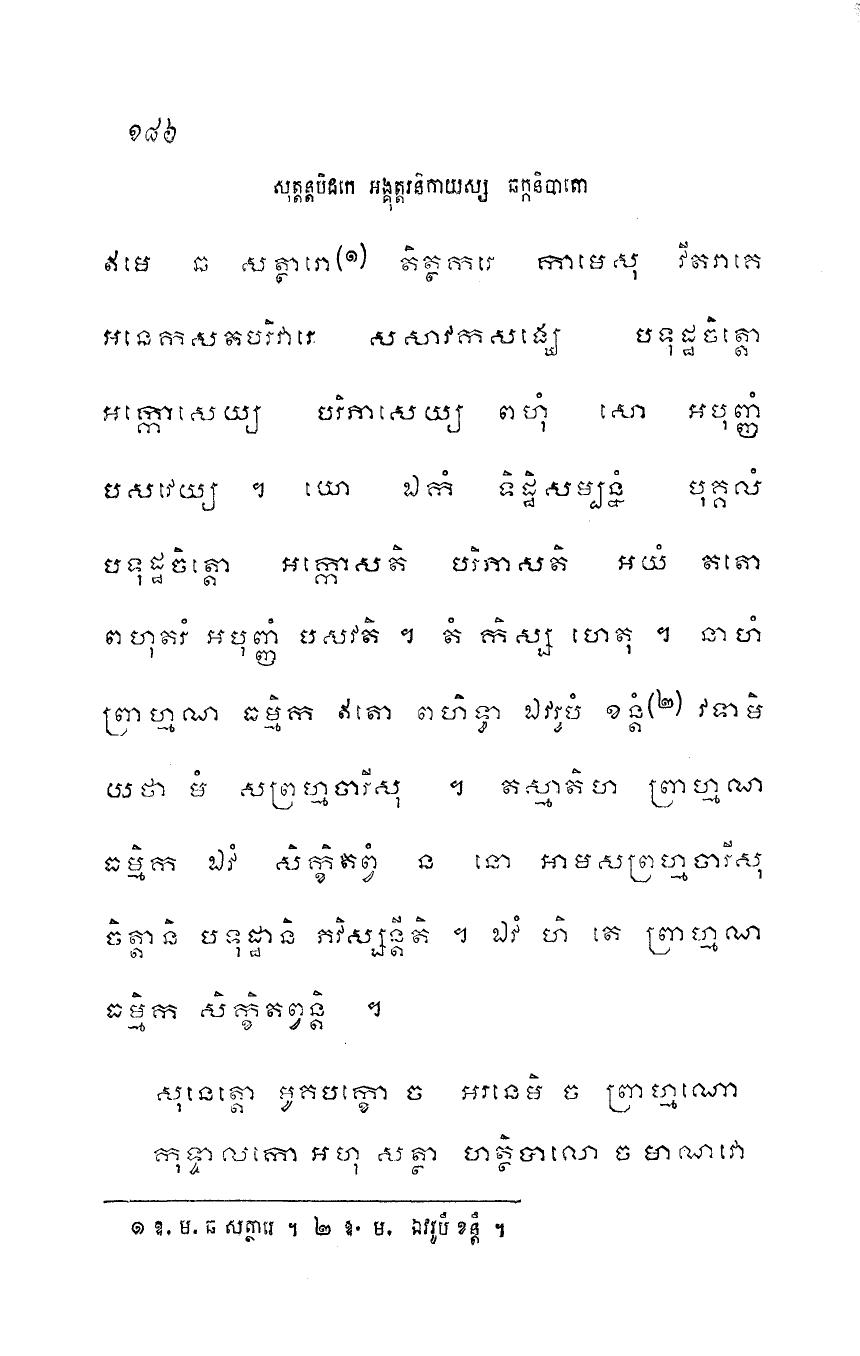 ១៨៦
សុត្តន្តបិដកេ អង្គុត្តរនិកាយស្ស ឆក្កនិបាតោ
ឥមេ ឆ សត្ថារោ(១) តិត្ថករេ កាមេសុ វីតរាគេ
អនេកសតបរិវារេ សសាវកសង្ឃេ បទុដ្ឋចិត្តោ
អក្កោសេយ្យ បរិភាសេយ្យ ពហុំ សោ អបុញ្ញំ
បសវេយ្យ ។ យោ ឯកំ ទិដ្ឋិសម្បន្នំ បុគ្គលំ
បទុដ្ឋចិត្តោ អក្កោសតិ បរិភាសតិ អយំ តតោ
ពហុតរំ អបុញ្ញំ បសវតិ ។ តំ កិស្ស ហេតុ ។ នាហំ
ព្រាហ្មណ ធម្មិក ឥតោ ពហិទ្ធា ឯវរូបំ ខន្តំ(២) វទាមិ
យថា មំ សព្រហ្មចារីសុ ។ តស្មាតិហ ព្រាហ្មណ
ធម្មិក ឯវំ សិក្ខិតព្វំ ន នោ អាមសព្រហ្មចារីសុ
ចិត្តានិ បទុដ្ឋានិ ភវិស្សន្តីតិ ។ ឯវំ ហិ តេ ព្រាហ្មណ
ធម្មិក សិក្ខិតព្វន្តិ ។
សុនេត្តោ មូគបក្ខោ ច អរនេមិ ច ព្រាហ្មណោ
កុទ្ទាលកោ អហុ សត្ថា ហត្ថិបាលោ ច មាណវោ
១ ឱ. ម. ឆ សត្ថារេ ។ ២ ឱ. ម. ឯវរូបឹ ខន្តឹ ។